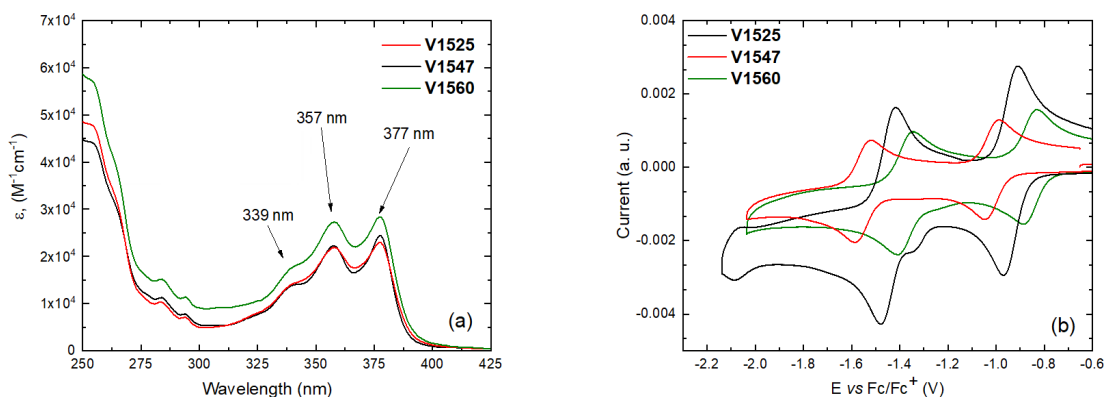 7x10⁴
6x10⁴
5x10⁴
4x10⁴
3x10⁴
2x10⁴
1x10⁴
0
ε, (M⁻¹cm⁻¹)
V1525
V1547
V1560
357 nm
377 nm
339 nm
(a)
250 275 300 325 350 375 400 425
Wavelength (nm)
0.004
0.002
0.000
-0.002
-0.004
Current (a. u.)
V1525
V1547
V1560
(b)
-2.2 -2.0 -1.8 -1.6 -1.4 -1.2 -1.0 -0.8 -0.6
E vs Fc/Fc⁺ (V)